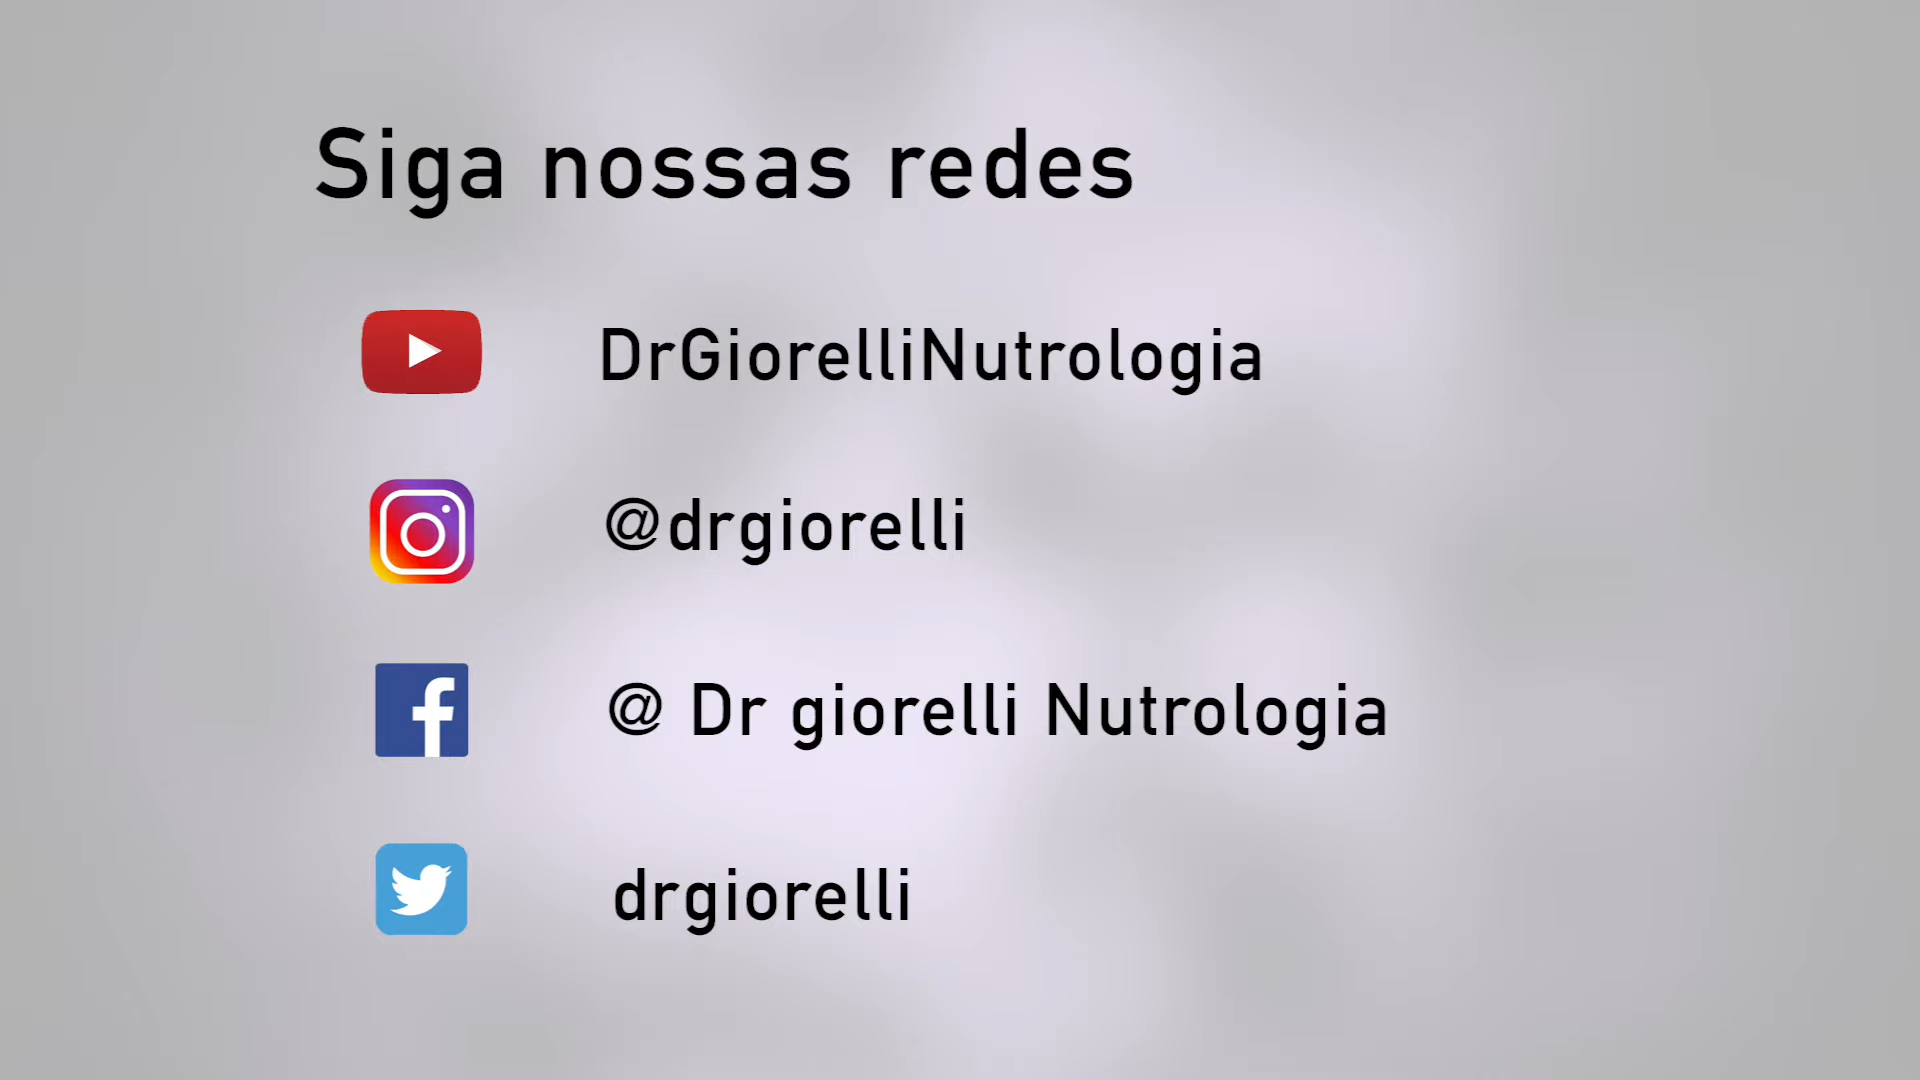 Siga nossas redes
DrGiorelliNutrologia
@drgiorelli
@ Dr giorelli Nutrologia
drgiorelli